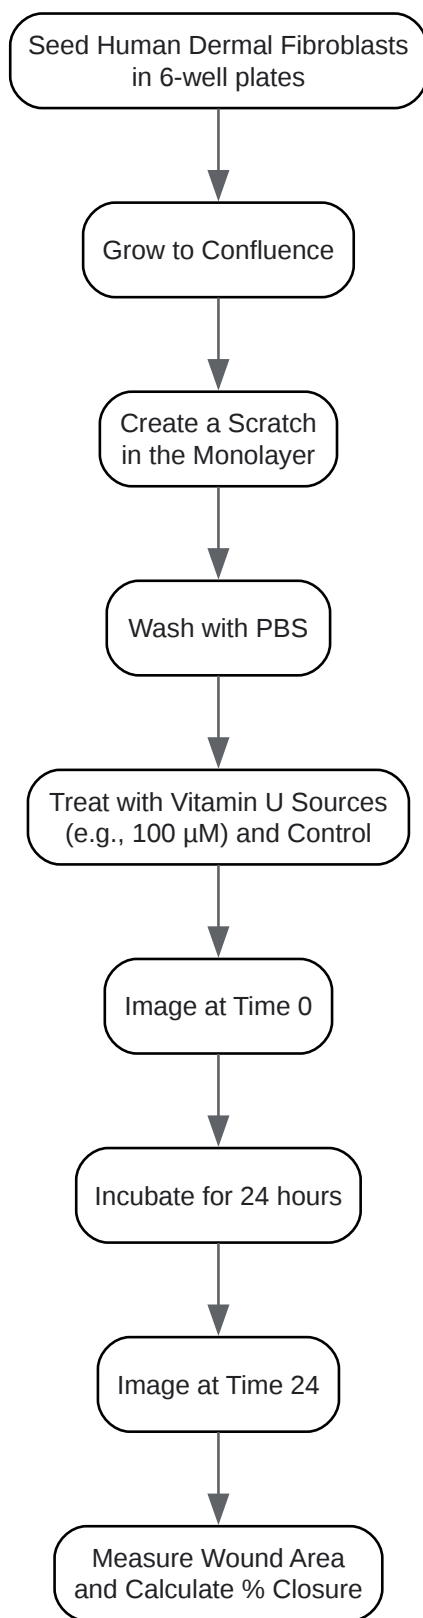 Seed Human Dermal Fibroblasts
in 6-well plates
Grow to Confluence
Create a Scratch
in the Monolayer
Wash with PBS
Treat with Vitamin U Sources
(e.g., 100 µM) and Control
Image at Time 0
Incubate for 24 hours
Image at Time 24
Measure Wound Area
and Calculate % Closure